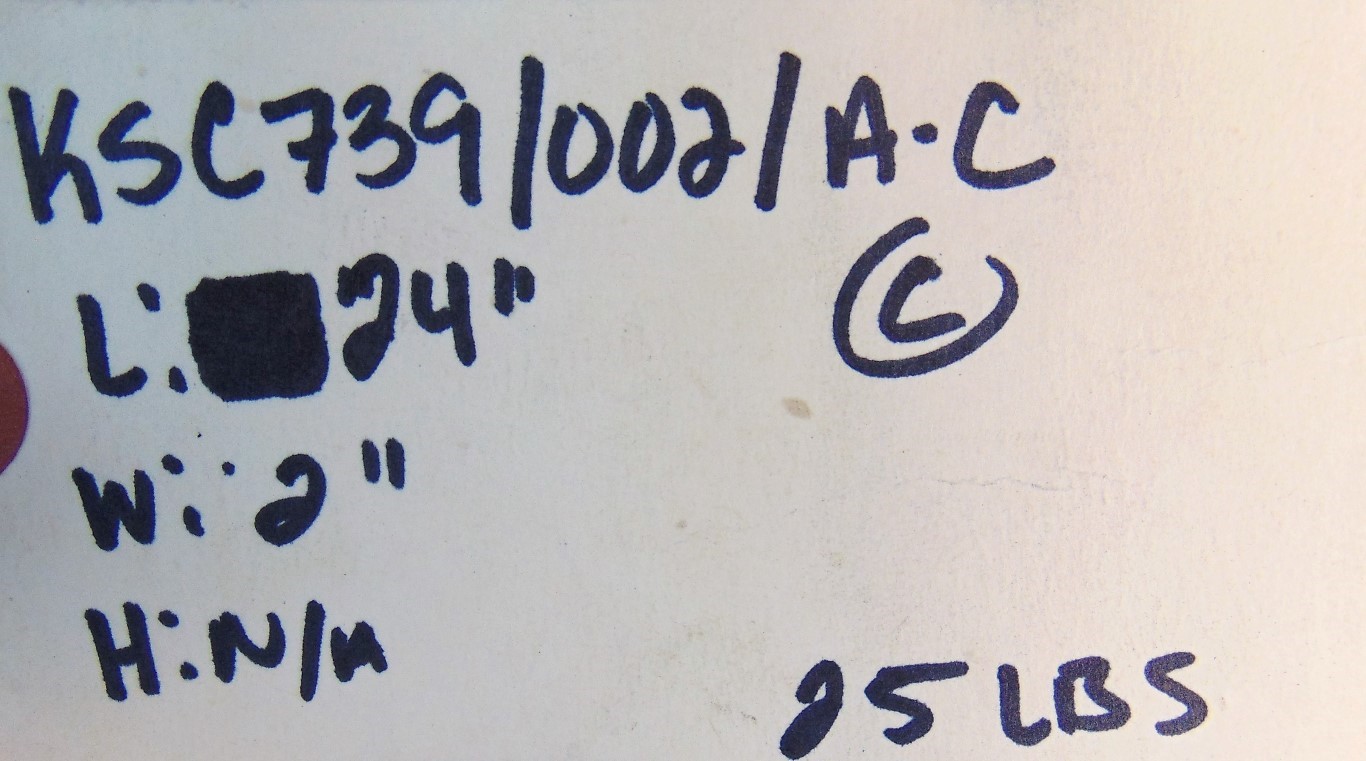 KSC739/002/A-C
L: 24"
C
W: 2"
H: N/A
25 LBS